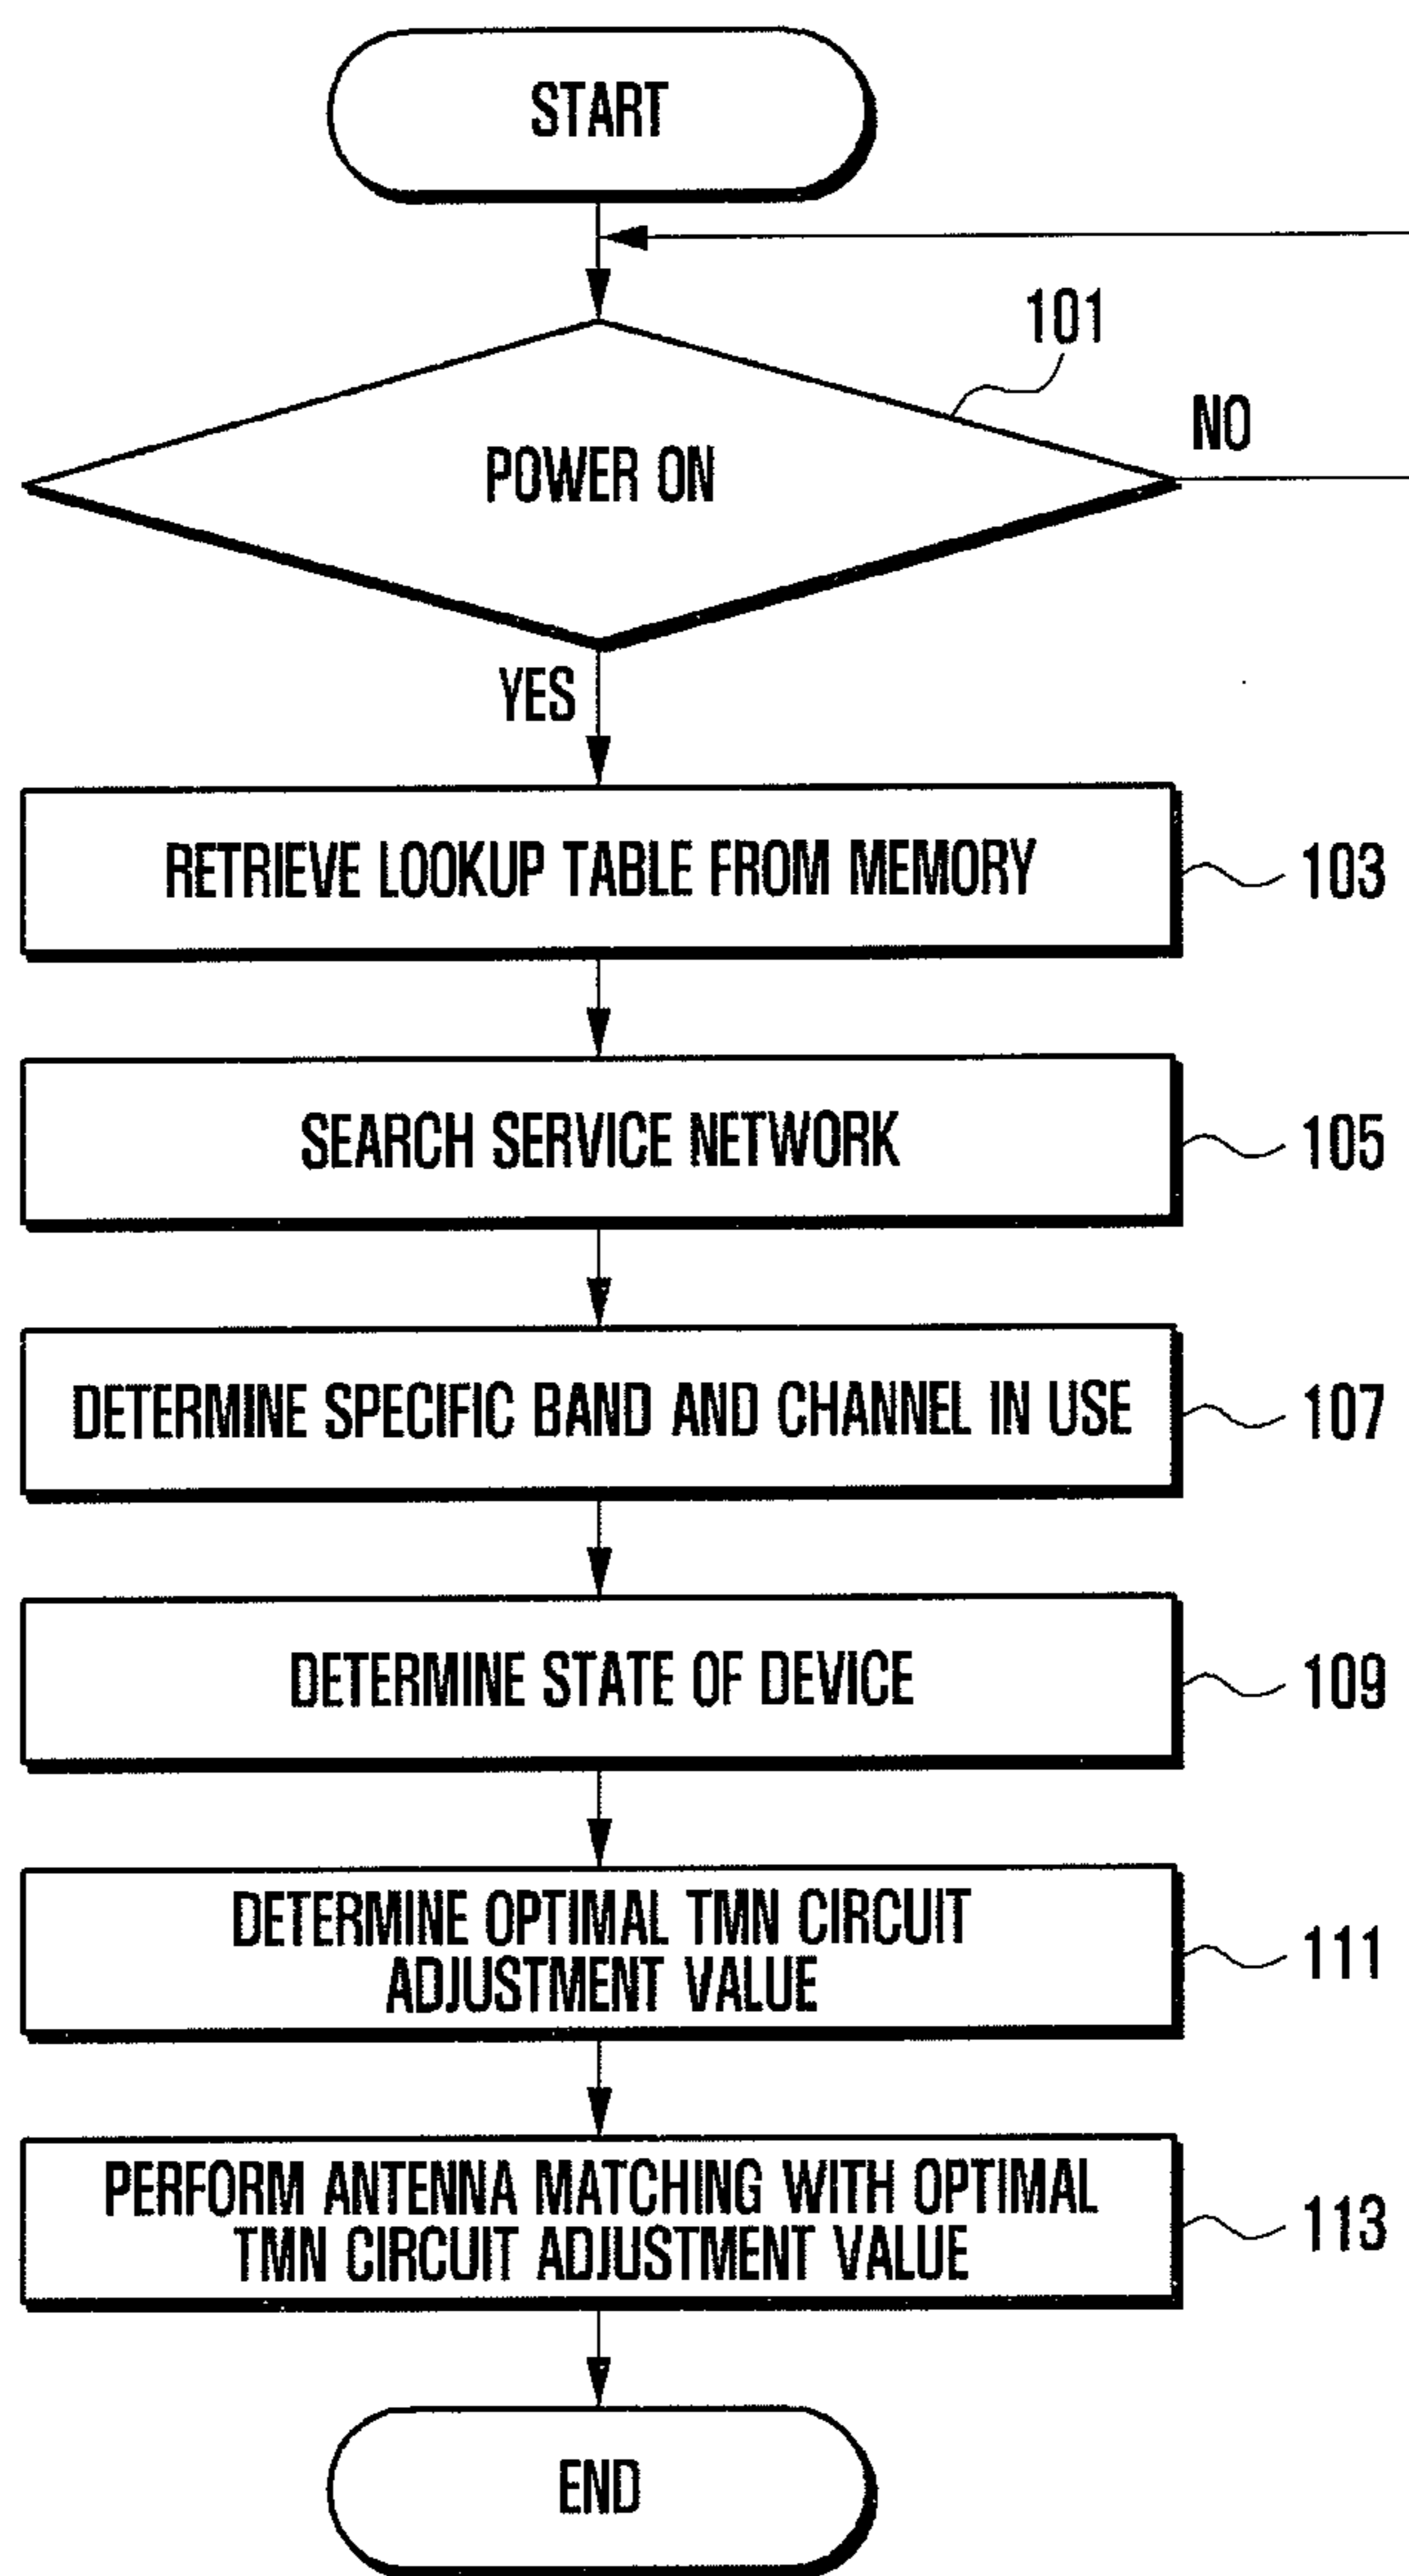 START
101
NO
POWER ON
YES
RETRIEVE LOOKUP TABLE FROM MEMORY
103
SEARCH SERVICE NETWORK
105
DETERMINE SPECIFIC BAND AND CHANNEL IN USE
107
DETERMINE STATE OF DEVICE
109
DETERMINE OPTIMAL TMN CIRCUIT
ADJUSTMENT VALUE
111
PERFORM ANTENNA MATCHING WITH OPTIMAL
TMN CIRCUIT ADJUSTMENT VALUE
113
END